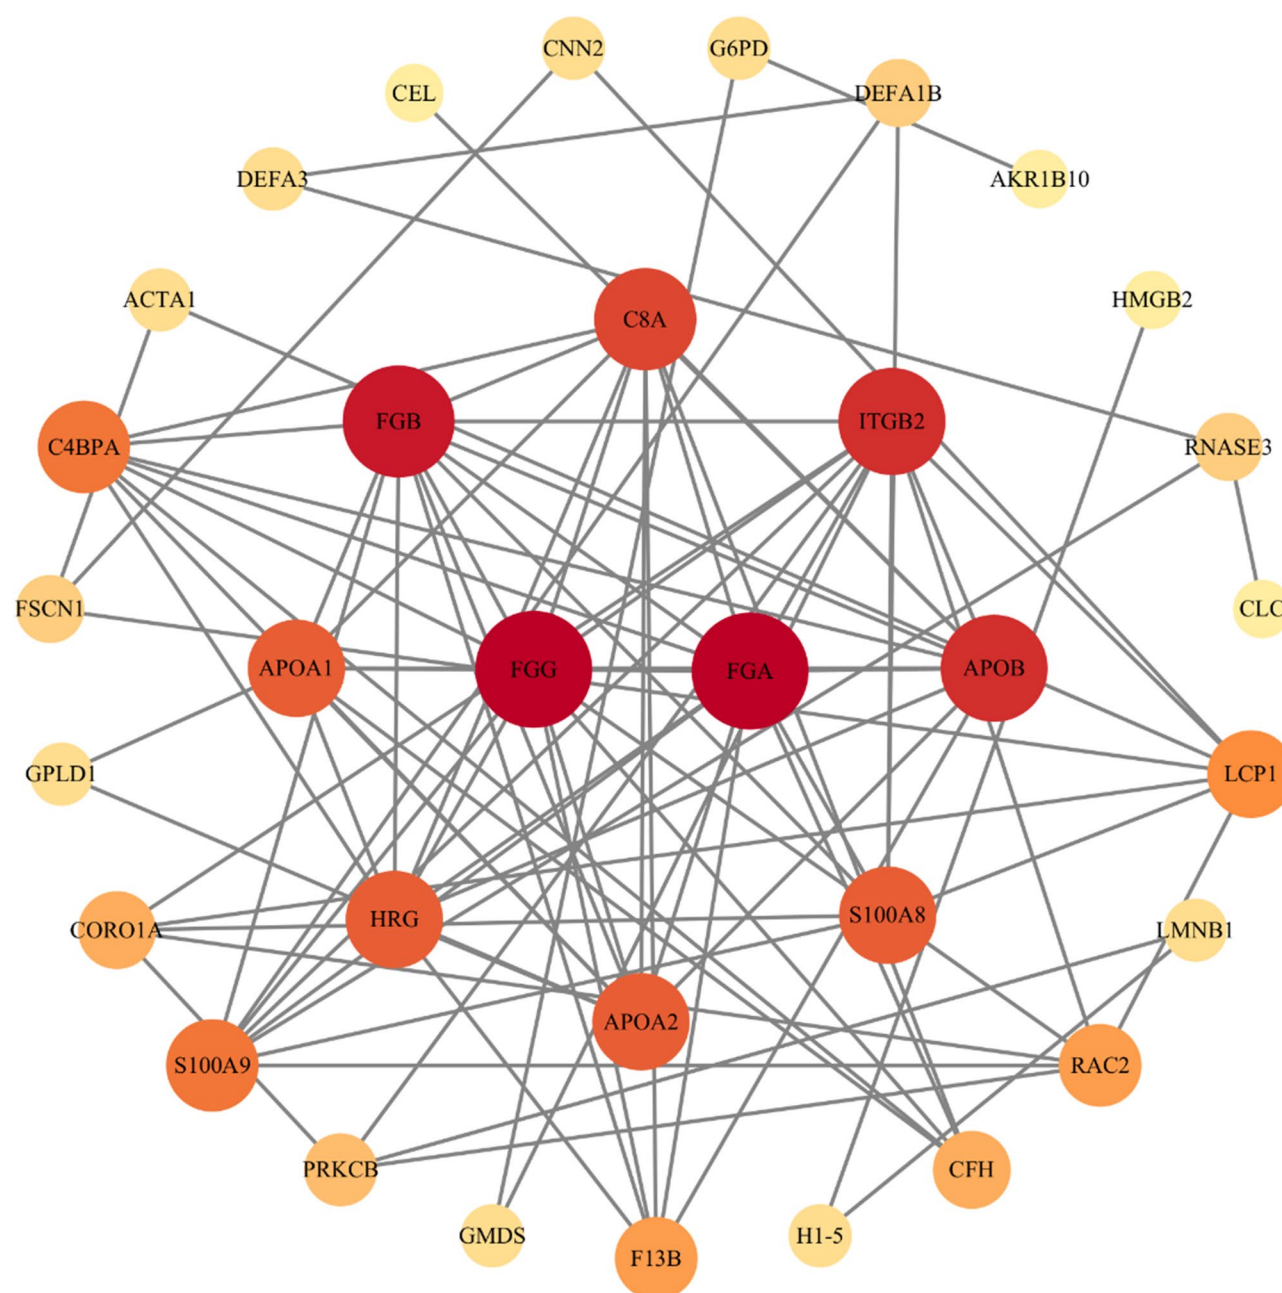 CNN2
G6PD
CEL
DEFA1B
DEFA3
AKR1B10
ACTA1
HMGB2
C8A
FGB
ITGB2
C4BPA
RNASE3
FSCN1
CLC
APOA1
FGG
FGA
APOB
GPLD1
LCP1
HRG
S100A8
CORO1A
LMNB1
APOA2
S100A9
RAC2
PRKCB
CFH
GMDS
H1-5
F13B